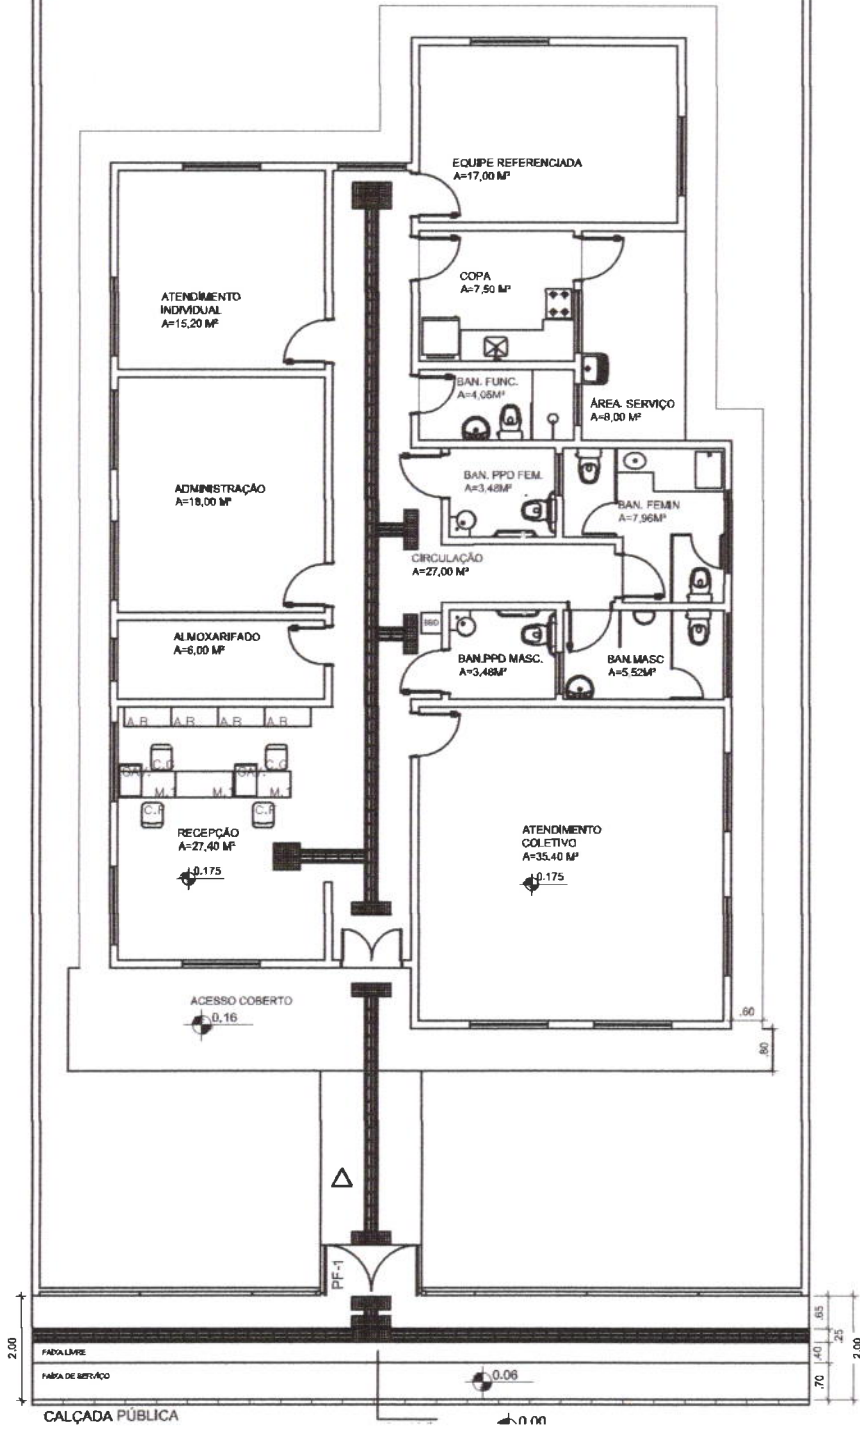 EQUIPE REFERENCIADA
A=17,00 M²
COPA
A=7,50 M²
ATENDIMENTO
INDIVIDUAL
A=15,20 M²
BAN. FUNC.
A=4,05M²
ÁREA. SERVIÇO
A=8,00 M²
ADMINISTRAÇÃO
A=18,00 M²
BAN. PPD FEM.
A=3,48M²
BAN. FEMIN
A=7,96M²
CIRCULAÇÃO
A=27,00 M²
ALMOXARIFADO
A=6,00 M²
BAN.PPD MASC.
A=3,48M²
BAN.MASC
A=5,52M²
A.R A.R A.R A.R
C.G C.G
M.1 M.1 M.1
C.F C.F
RECEPÇÃO
A=27,40 M²
0.175
ATENDIMENTO
COLETIVO
A=35.40 M²
0.175
ACESSO COBERTO
0.16
.60
.80
PF-1
2.00
.65
.25
.40
.70
2.00
FAIXA LIVRE
FAIXA DE SERVIÇO
0.06
CALÇADA PÚBLICA
0.00